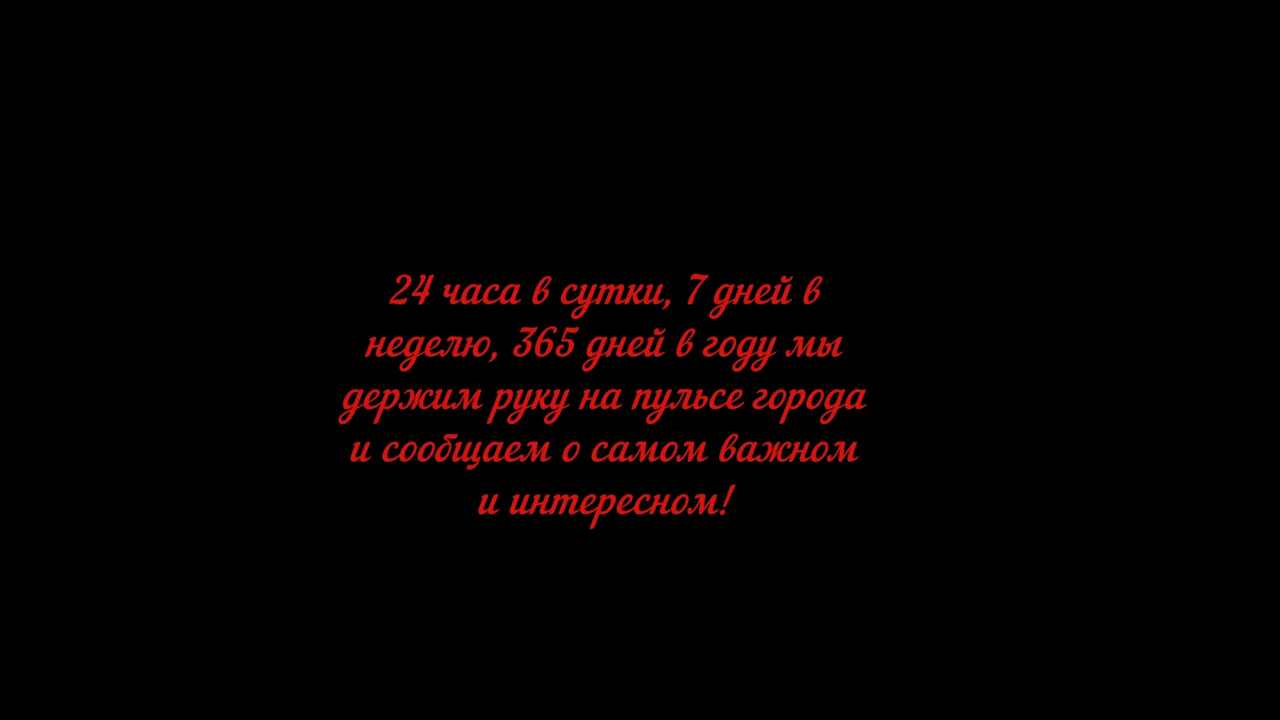 24 часа в сутки, 7 дней в
неделю, 365 дней в году мы
держим руку на пульсе города
и сообщаем о самом важном
и интересном!